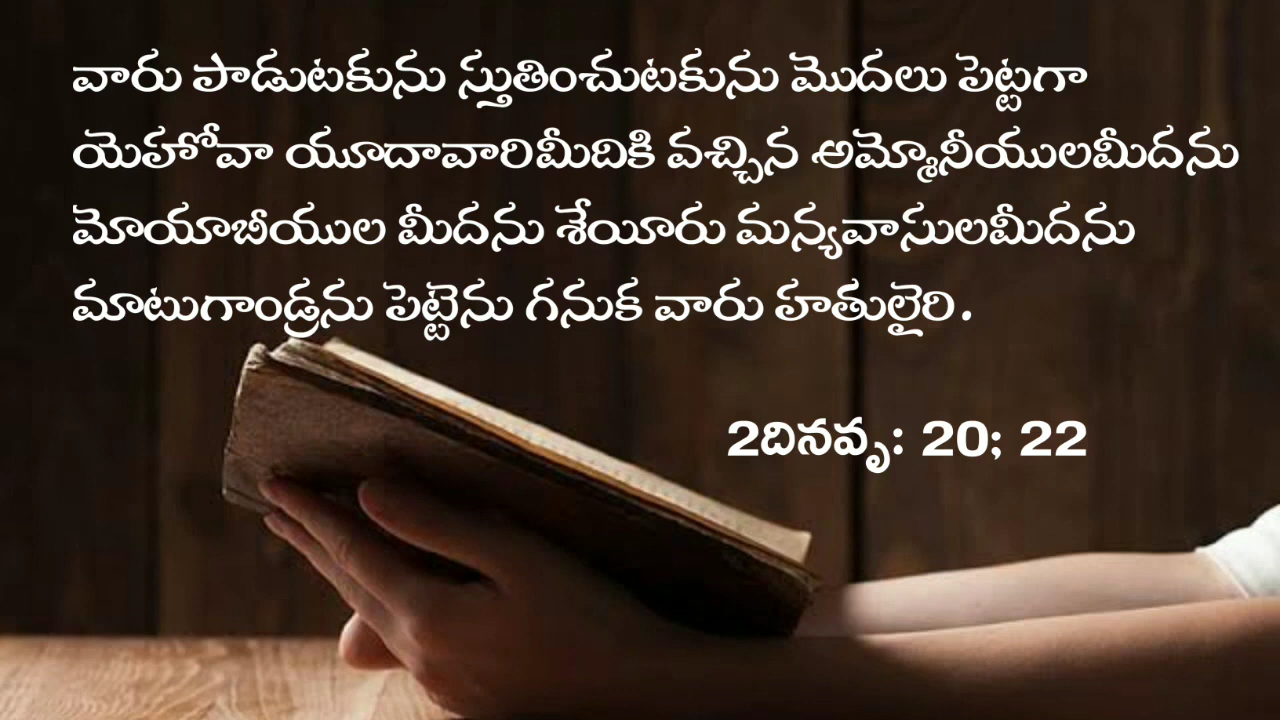 వారు పాడుటకును స్తుతించుటకును మొదలు పెట్టగా
యెహోవా యూదావారిమీదికి వచ్చిన అమ్మోనీయులమీదను
మోయాబీయుల మీదను శేయీరు మన్యవాసులమీదను
మాటుగాండ్రను పెట్టెను గనుక వారు హతులైరి.
2దినవృ: 20; 22